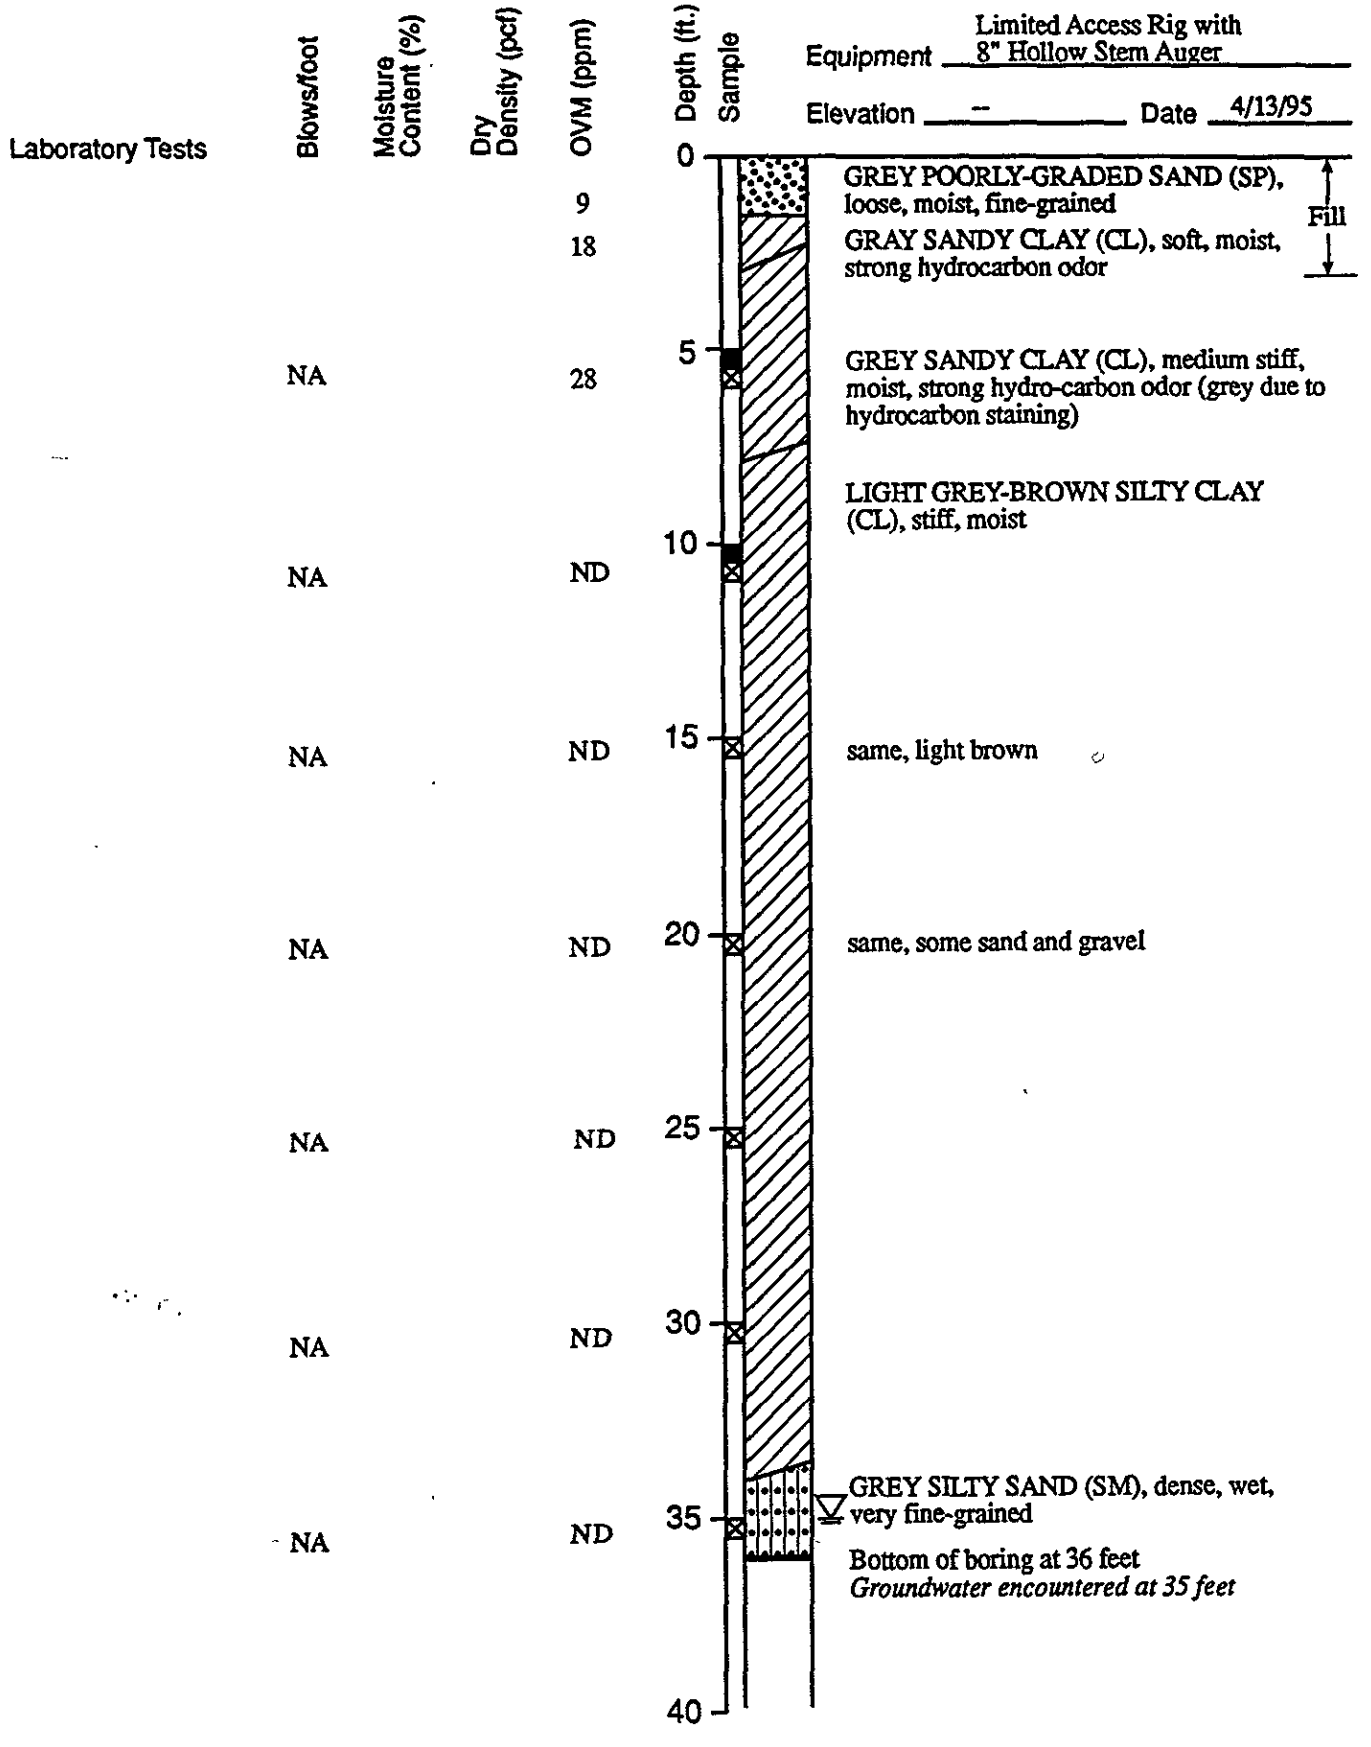 Limited Access Rig with
Equipment 8" Hollow Stem Auger
Elevation -- Date 4/13/95
Laboratory Tests
Blows/foot
Moisture
Content (%)
Dry
Density (pcf)
OVM (ppm)
Depth (ft.)
Sample
0
GREY POORLY-GRADED SAND (SP),
9 loose, moist, fine-grained
Fill
18 GRAY SANDY CLAY (CL), soft, moist,
strong hydrocarbon odor
5 GREY SANDY CLAY (CL), medium stiff,
NA 28 moist, strong hydro-carbon odor (grey due to
hydrocarbon staining)
LIGHT GREY-BROWN SILTY CLAY
(CL), stiff, moist
10
NA ND
15
NA ND same, light brown
20
NA ND same, some sand and gravel
25
NA ND
30
NA ND
GREY SILTY SAND (SM), dense, wet,
35 very fine-grained
NA ND
Bottom of boring at 36 feet
Groundwater encountered at 35 feet
40